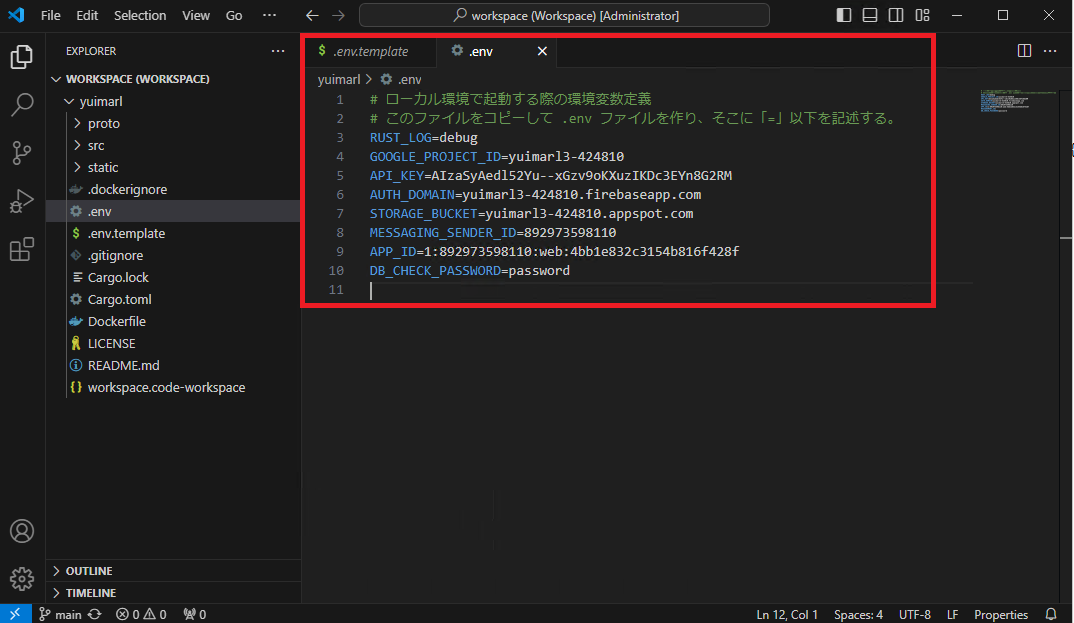 File Edit Selection View Go ··· workspace (Workspace) [Administrator]
EXPLORER ···
WORKSPACE (WORKSPACE)
yuimarl
proto
src
static
.dockerignore
.env
$ .env.template
.gitignore
Cargo.lock
Cargo.toml
Dockerfile
LICENSE
README.md
{} workspace.code-workspace
OUTLINE
TIMELINE
$ .env.template .env
yuimarl > .env
1 # ローカル環境で起動する際の環境変数定義
2 # このファイルをコピーして .env ファイルを作り、そこに「=」以下を記述する。
3 RUST_LOG=debug
4 GOOGLE_PROJECT_ID=yuimarl3-424810
5 API_KEY=AIzaSyAedl52Yu--xGzv9oKXuzIKDc3EYn8G2RM
6 AUTH_DOMAIN=yuimarl3-424810.firebaseapp.com
7 STORAGE_BUCKET=yuimarl3-424810.appspot.com
8 MESSAGING_SENDER_ID=892973598110
9 APP_ID=1:892973598110:web:4bb1e832c3154b816f428f
10 DB_CHECK_PASSWORD=password
11
main 0 0 0 Ln 12, Col 1 Spaces: 4 UTF-8 LF Properties